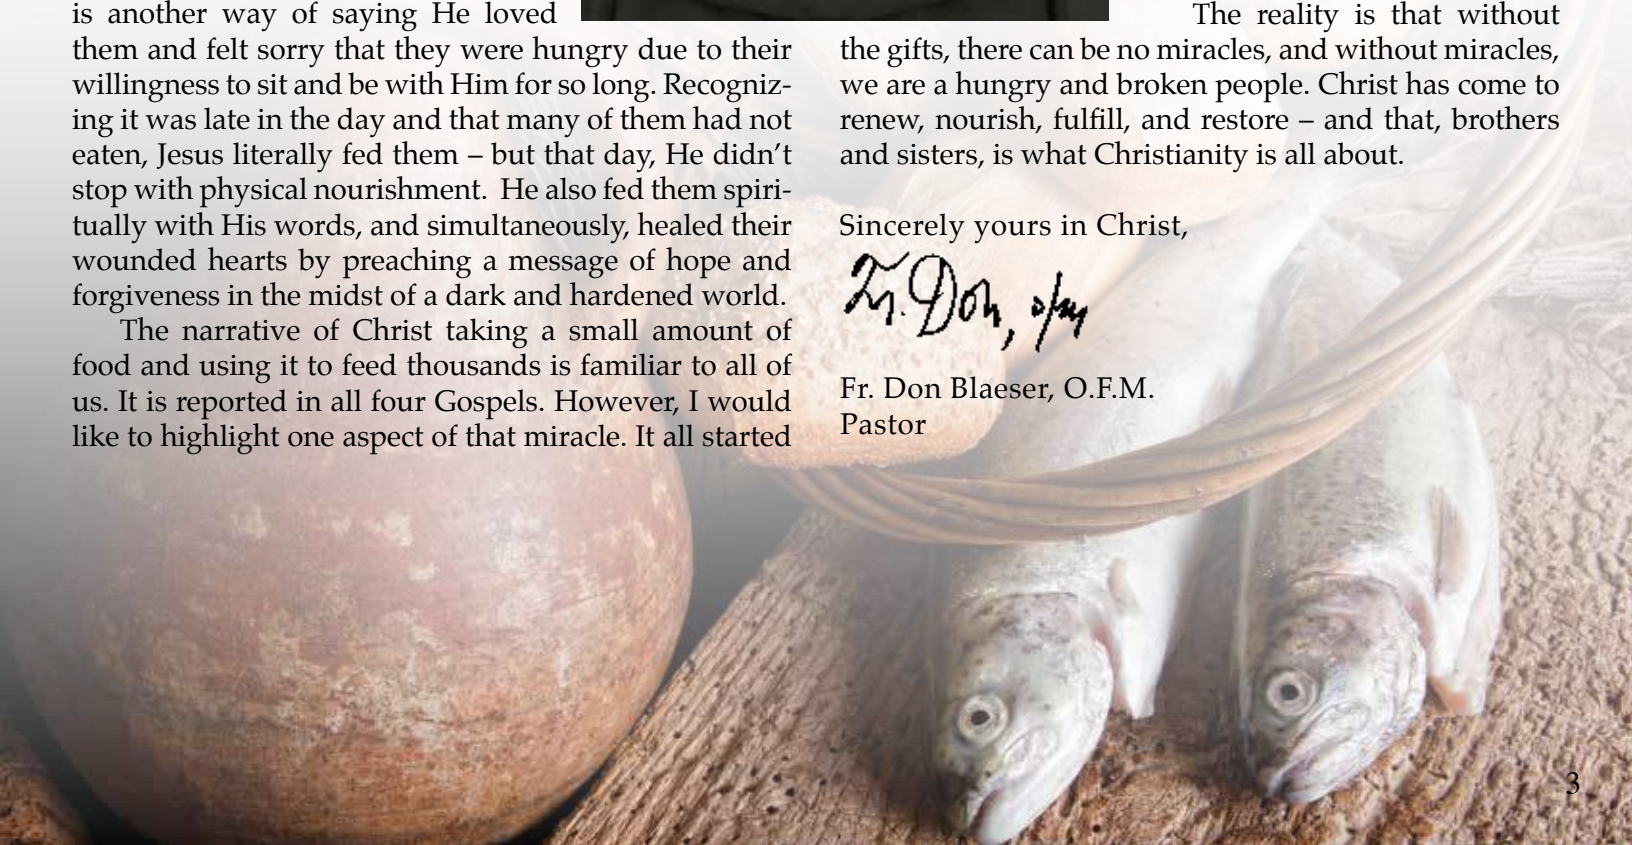 is another way of saying He loved
them and felt sorry that they were hungry due to their
willingness to sit and be with Him for so long. Recogniz-
ing it was late in the day and that many of them had not
eaten, Jesus literally fed them – but that day, He didn’t
stop with physical nourishment.  He also fed them spiri-
tually with His words, and simultaneously, healed their
wounded hearts by preaching a message of hope and
forgiveness in the midst of a dark and hardened world.
The narrative of Christ taking a small amount of
food and using it to feed thousands is familiar to all of
us. It is reported in all four Gospels. However, I would
like to highlight one aspect of that miracle. It all started
The reality is that without
the gifts, there can be no miracles, and without miracles,
we are a hungry and broken people. Christ has come to
renew, nourish, fulfill, and restore – and that, brothers
and sisters, is what Christianity is all about.
Sincerely yours in Christ,
Fr. Don, ofm
Fr. Don Blaeser, O.F.M.
Pastor
3